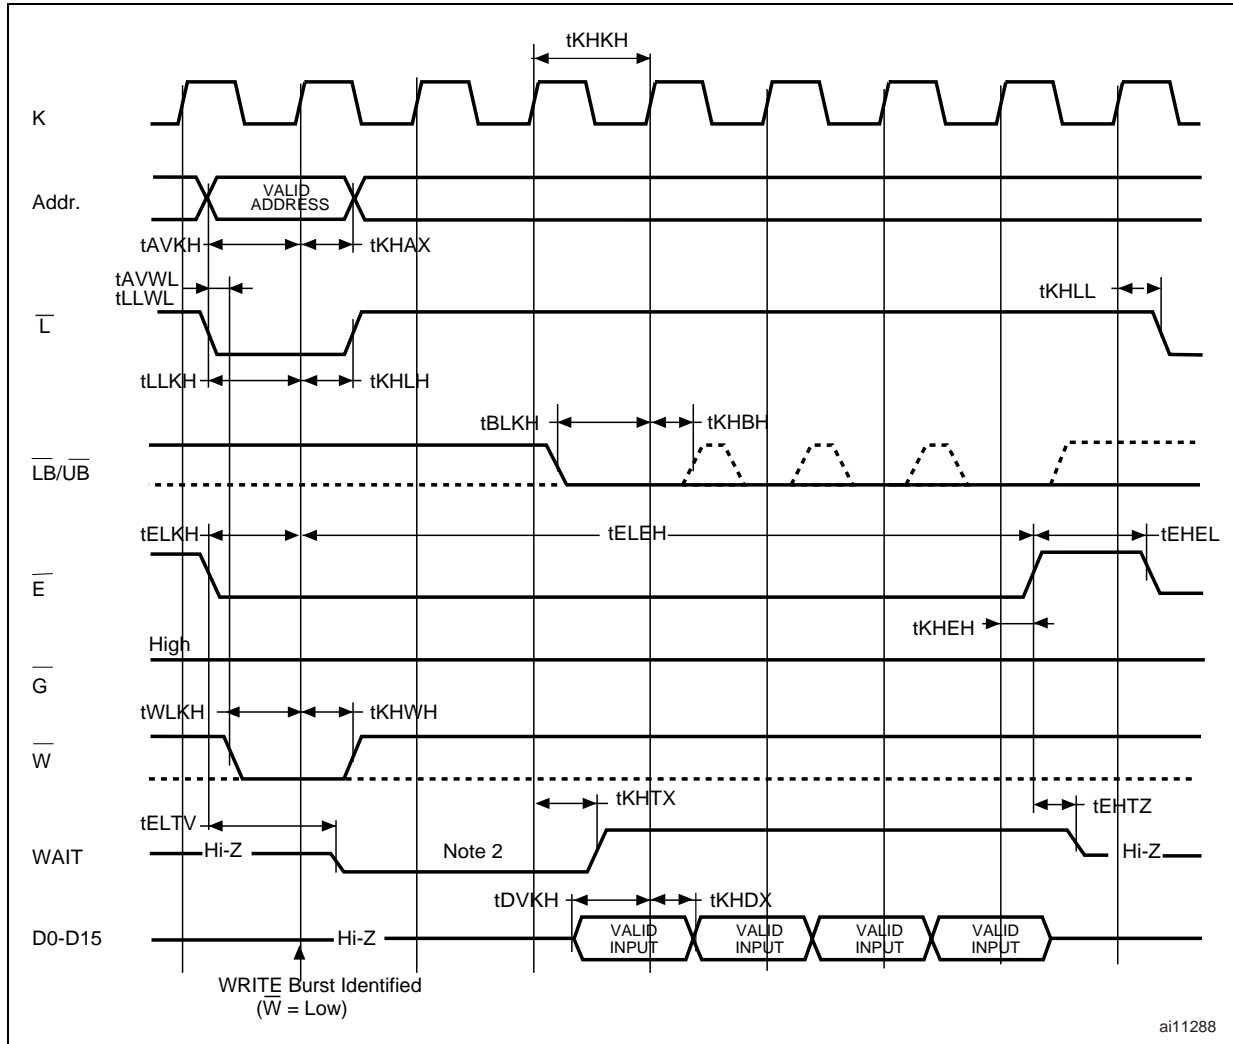 tKHKH
K
Addr.
VALID
ADDRESS
tAVKH
tKHAX
tAVWL
tLLWL
tKHLL
L
tLLKH
tKHLH
tBLKH
tKHBH
LB/UB
tELKH
tELEH
tEHEL
E
tKHEH
High
G
tWLKH
tKHWH
W
tKHTX
tEHTZ
tELTV
WAIT
Hi-Z
Note 2
Hi-Z
tDVKH
tKHDX
D0-D15
Hi-Z
VALID
INPUT
VALID
INPUT
VALID
INPUT
VALID
INPUT
WRITE Burst Identified
(W = Low)
ai11288